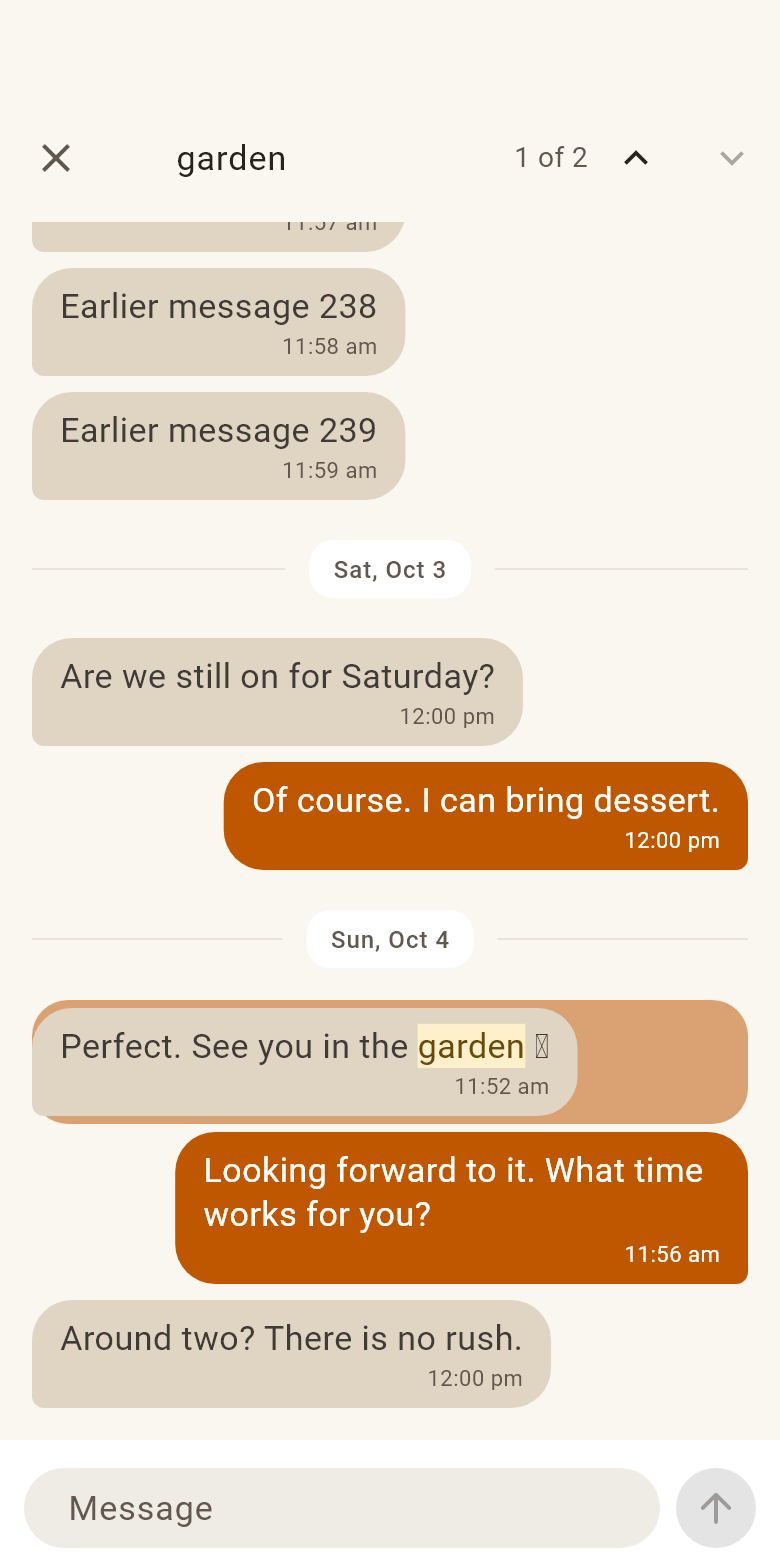 garden
1 of 2
11:57 am
Earlier message 238
11:58 am
Earlier message 239
11:59 am
Sat, Oct 3
Are we still on for Saturday?
12:00 pm
Of course. I can bring dessert.
12:00 pm
Sun, Oct 4
Perfect. See you in the garden
11:52 am
Looking forward to it. What time
works for you?
11:56 am
Around two? There is no rush.
12:00 pm
Message